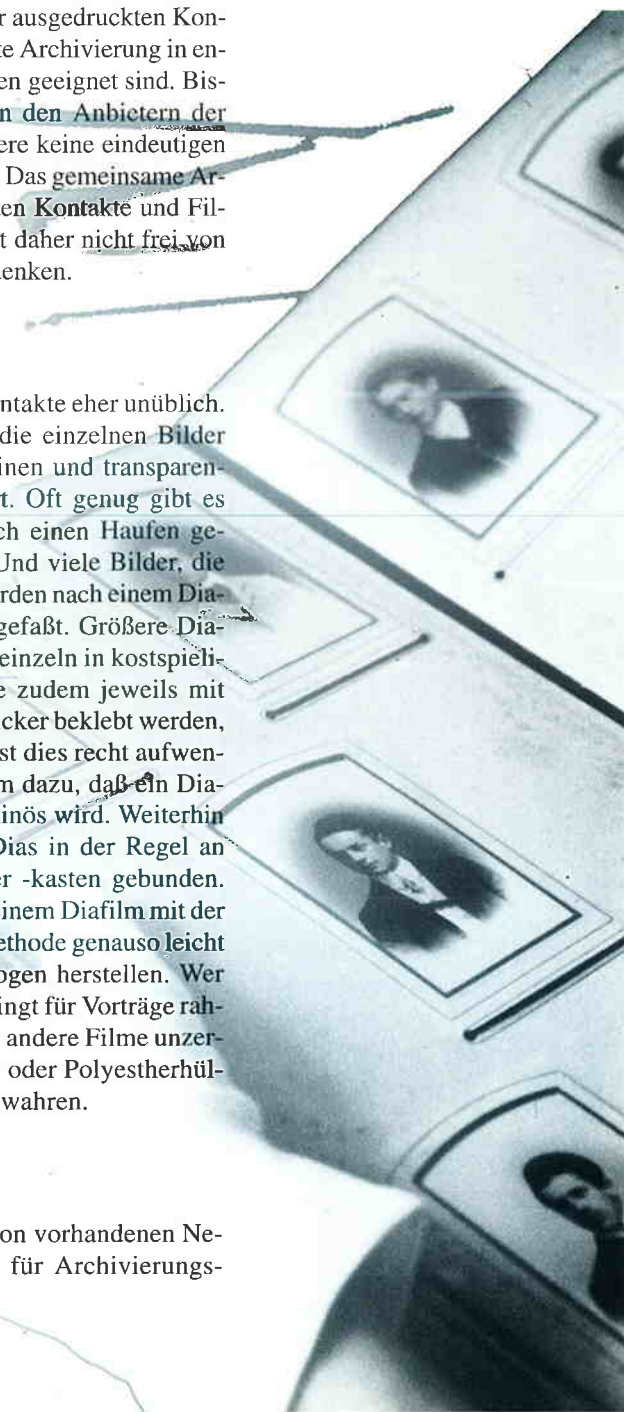 r ausgedruckten Kon-
te Archivierung in en-
en geeignet sind. Bis-
n den Anbietern der
ere keine eindeutigen
Das gemeinsame Ar-
en Kontakte und Fil-
t daher nicht frei von
denken.
ntakte eher unüblich.
die einzelnen Bilder
inen und transparen-
t. Oft genug gibt es
ch einen Haufen ge-
Und viele Bilder, die
rden nach einem Dia-
gefaßt. Größere Dia-
einzeln in kostspieli-
e zudem jeweils mit
cker beklebt werden,
st dies recht aufwen-
m dazu, daß ein Dia-
inös wird. Weiterhin
Dias in der Regel an
er -kasten gebunden.
inem Diafilm mit der
ethode genauso leicht
ogen herstellen. Wer
ingt für Vorträge rah-
andere Filme unzer-
oder Polyestherhül-
wahren.
on vorhandenen Ne-
für Archivierungs-